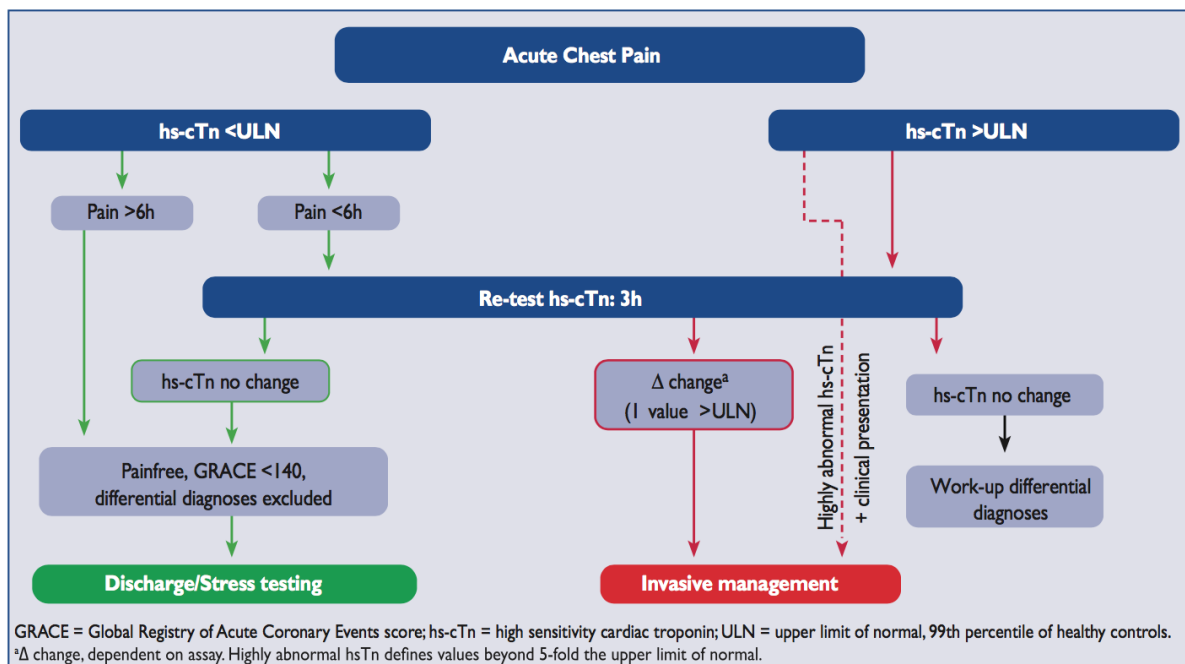 Acute Chest Pain
hs-cTn <ULN
hs-cTn >ULN
Pain >6h
Pain <6h
Re-test hs-cTn: 3h
hs-cTn no change
Δ change^a
(1 value >ULN)
Highly abnormal hs-cTn
+ clinical presentation
hs-cTn no change
Painfree, GRACE <140,
differential diagnoses excluded
Work-up differential
diagnoses
Discharge/Stress testing
Invasive management
GRACE = Global Registry of Acute Coronary Events score; hs-cTn = high sensitivity cardiac troponin; ULN = upper limit of normal, 99th percentile of healthy controls.
^aΔ change, dependent on assay. Highly abnormal hsTn defines values beyond 5-fold the upper limit of normal.